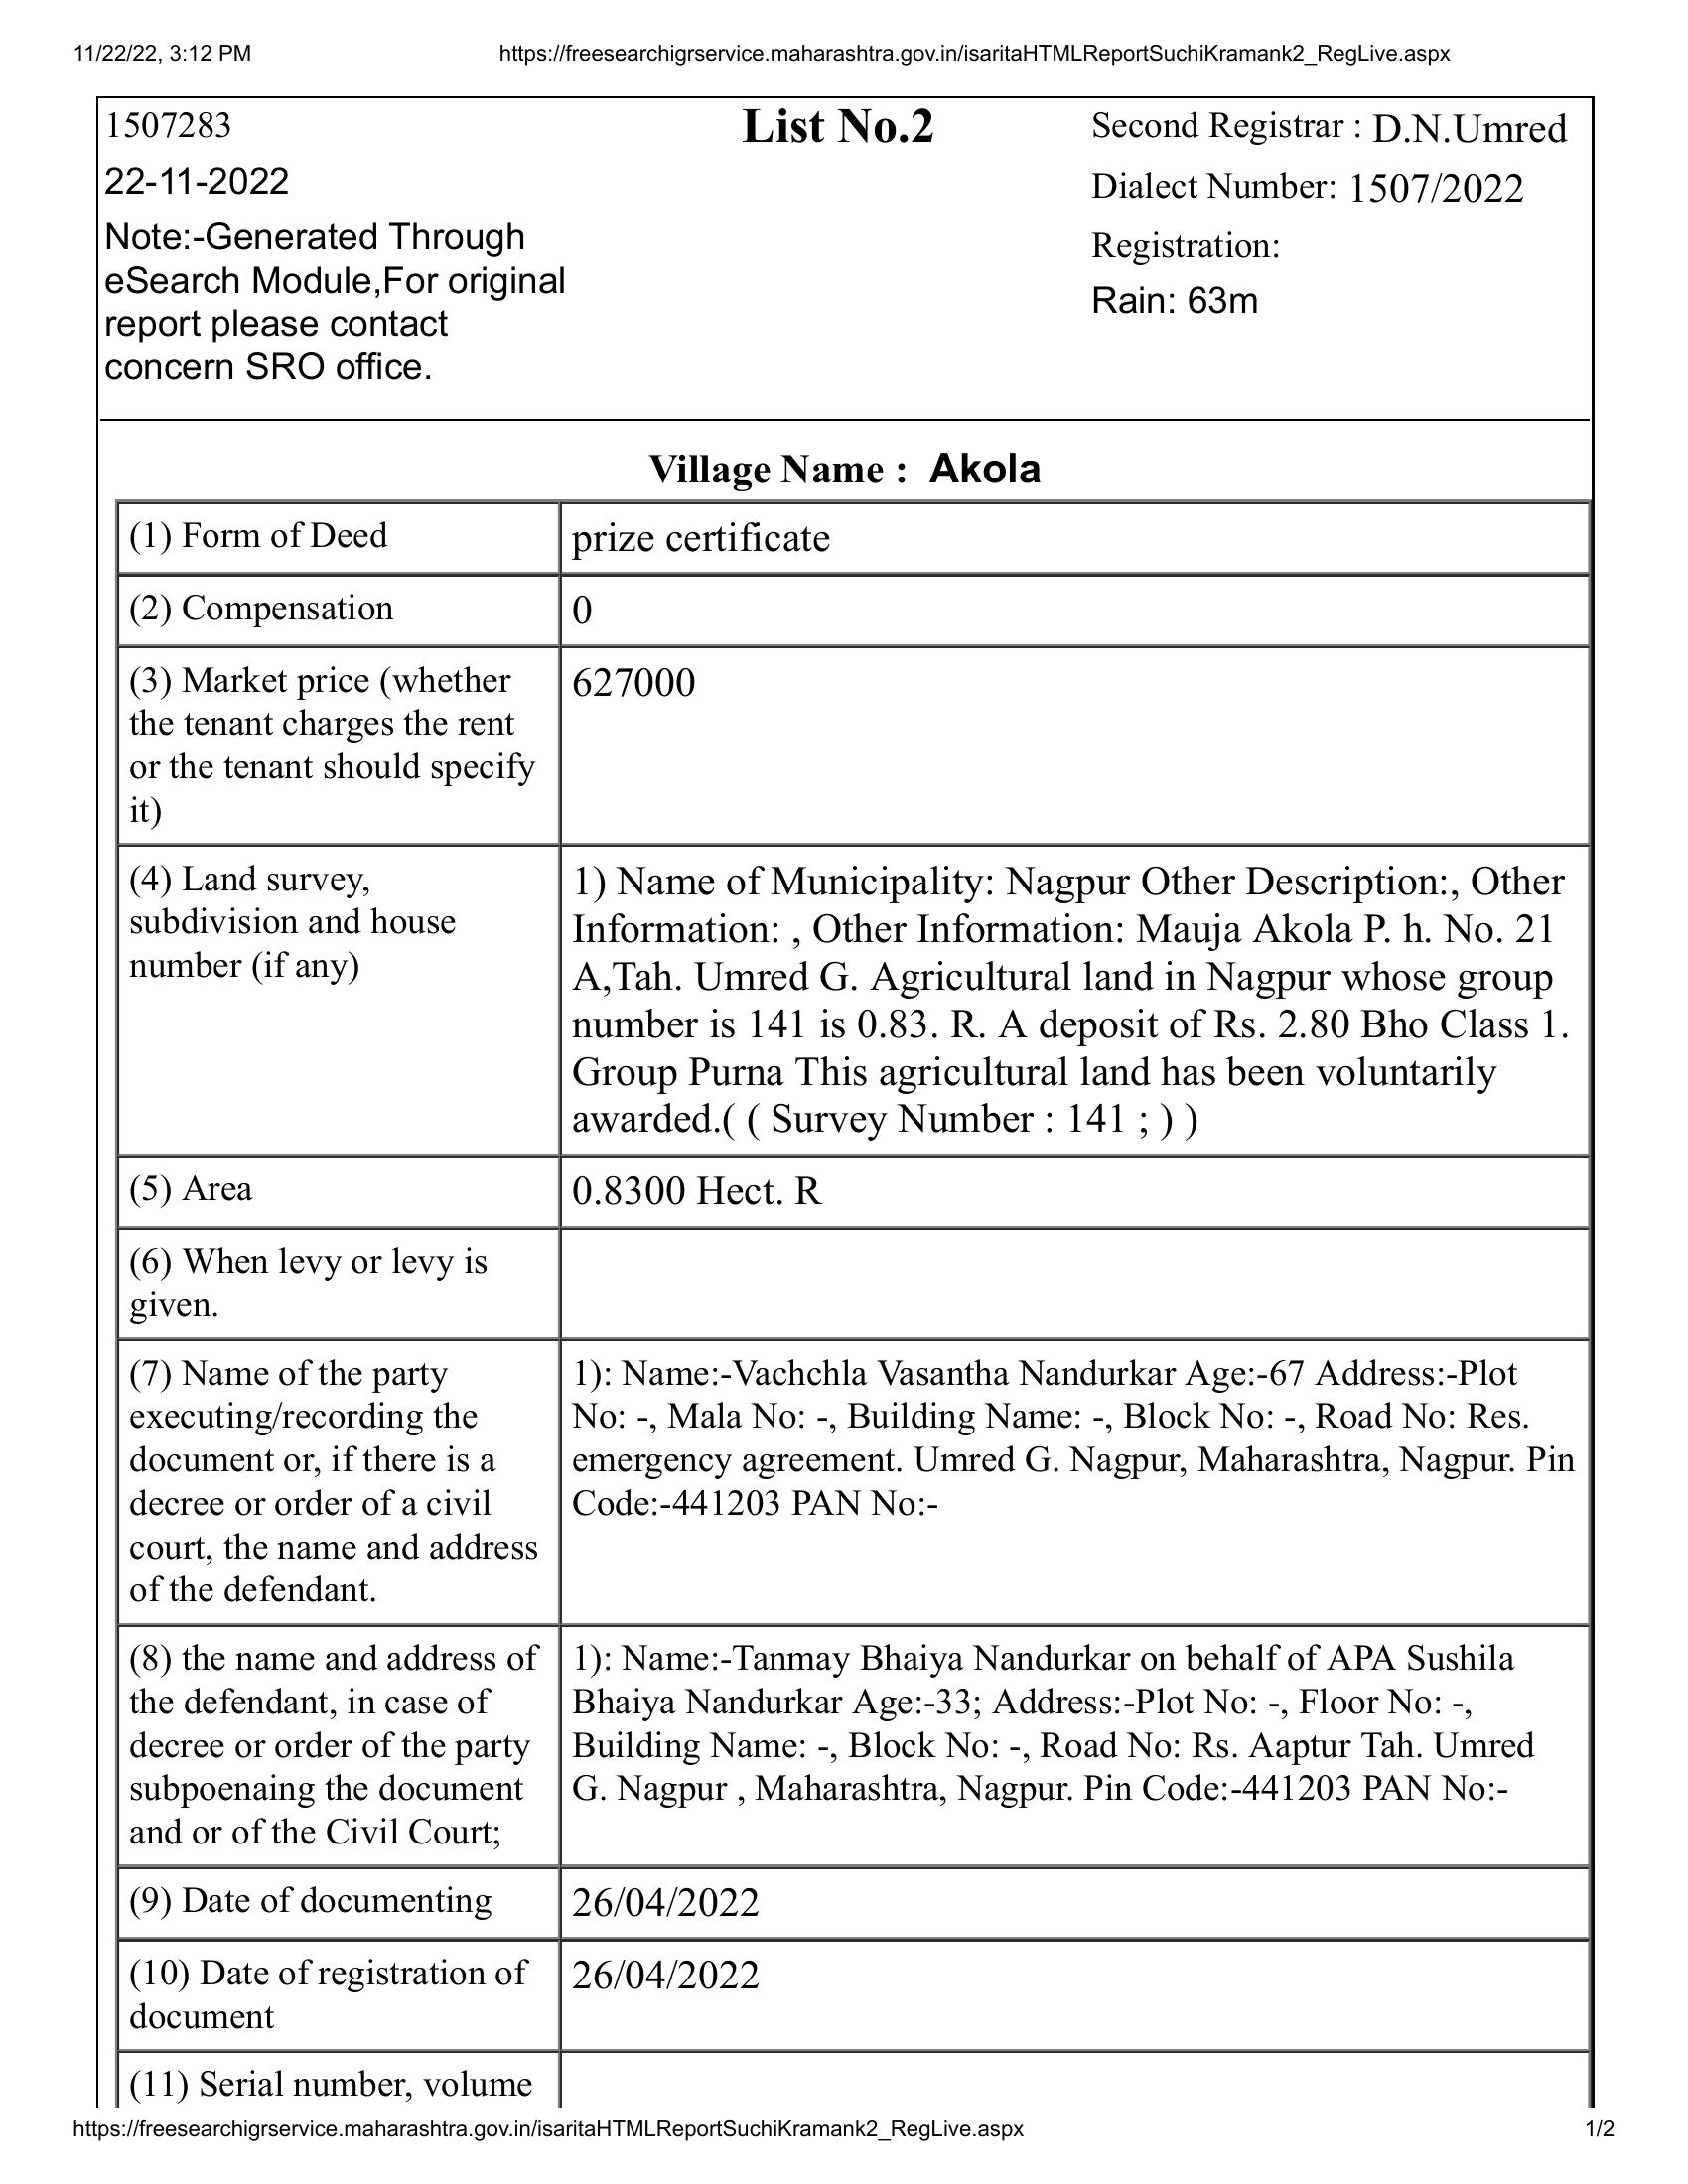 11/22/22, 3:12 PM
https://freesearchigrservice.maharashtra.gov.in/isaritaHTMLReportSuchiKramank2_RegLive.aspx
1507283
22-11-2022
Note:-Generated Through
eSearch Module,For original
report please contact
concern SRO office.
List No.2
Second Registrar : D.N.Umred
Dialect Number: 1507/2022
Registration:
Rain: 63m
Village Name : Akola
(1) Form of Deed
prize certificate
(2) Compensation
0
(3) Market price (whether
the tenant charges the rent
or the tenant should specify
it)
627000
(4) Land survey,
subdivision and house
number (if any)
1) Name of Municipality: Nagpur Other Description:, Other
Information: , Other Information: Mauja Akola P. h. No. 21
A,Tah. Umred G. Agricultural land in Nagpur whose group
number is 141 is 0.83. R. A deposit of Rs. 2.80 Bho Class 1.
Group Purna This agricultural land has been voluntarily
awarded.( ( Survey Number : 141 ; ) )
(5) Area
0.8300 Hect. R
(6) When levy or levy is
given.
(7) Name of the party
executing/recording the
document or, if there is a
decree or order of a civil
court, the name and address
of the defendant.
1): Name:-Vachchla Vasantha Nandurkar Age:-67 Address:-Plot
No: -, Mala No: -, Building Name: -, Block No: -, Road No: Res.
emergency agreement. Umred G. Nagpur, Maharashtra, Nagpur. Pin
Code:-441203 PAN No:-
(8) the name and address of
the defendant, in case of
decree or order of the party
subpoenaing the document
and or of the Civil Court;
1): Name:-Tanmay Bhaiya Nandurkar on behalf of APA Sushila
Bhaiya Nandurkar Age:-33; Address:-Plot No: -, Floor No: -,
Building Name: -, Block No: -, Road No: Rs. Aaptur Tah. Umred
G. Nagpur , Maharashtra, Nagpur. Pin Code:-441203 PAN No:-
(9) Date of documenting
26/04/2022
(10) Date of registration of
document
26/04/2022
(11) Serial number, volume
https://freesearchigrservice.maharashtra.gov.in/isaritaHTMLReportSuchiKramank2_RegLive.aspx
1/2